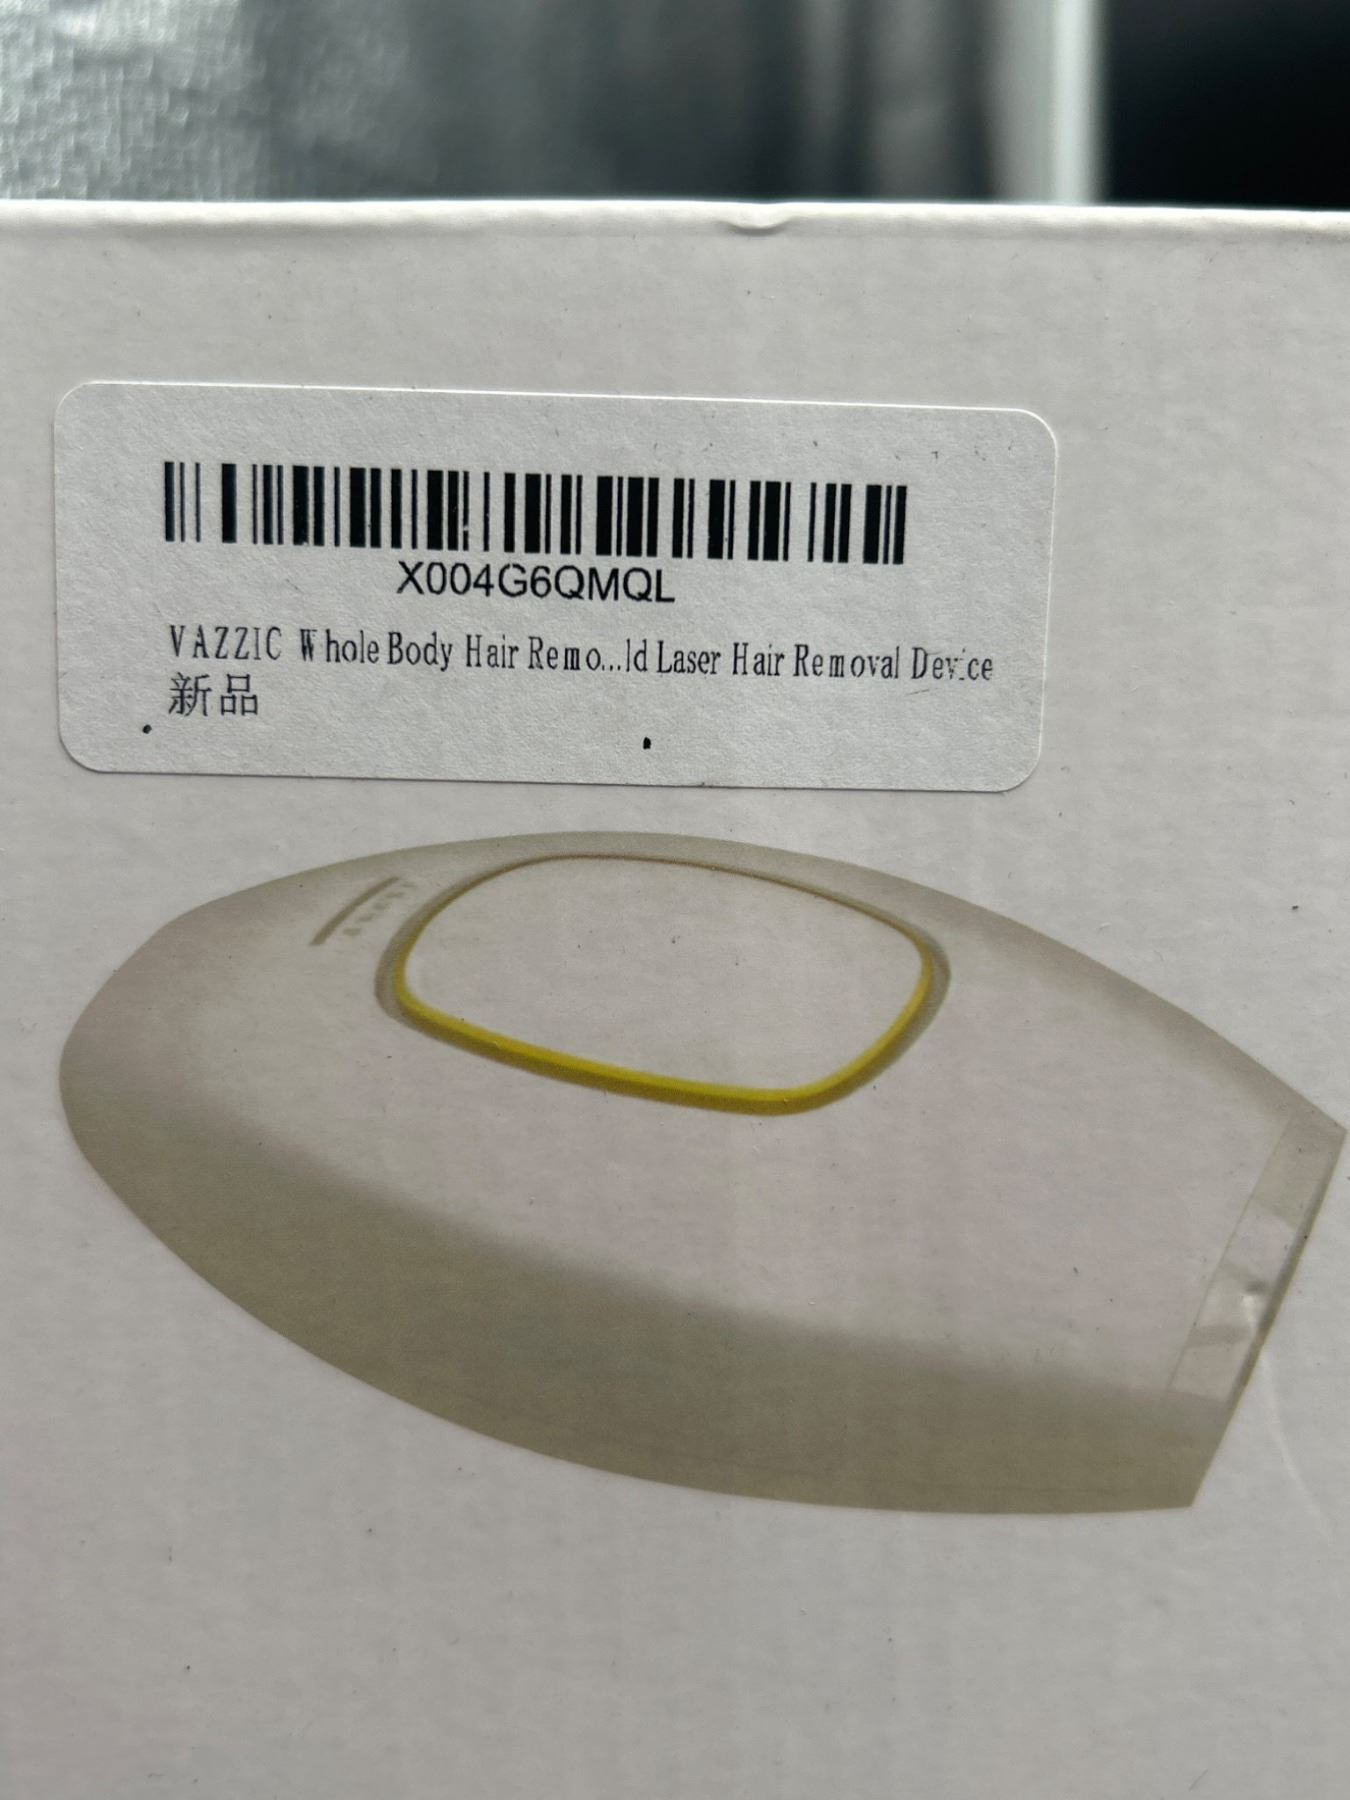 X004G6QMQL
VAZZIC Whole Body Hair Remo...ld Laser Hair Removal Device
新品